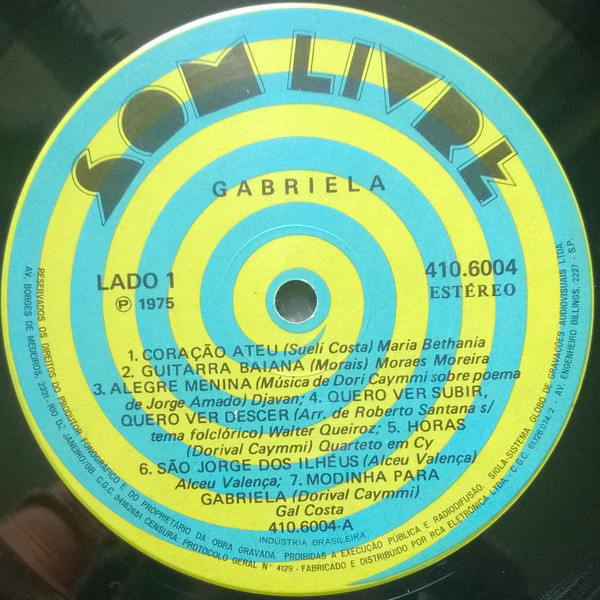 SOM LIVRE
GABRIELA
LADO 1
℗ 1975
410.6004
ESTÉREO
1. CORAÇÃO ATEU (Sueli Costa) Maria Bethania
2. GUITARRA BAIANA (Morais) Moraes Moreira
3. ALEGRE MENINA (Música de Dori Caymmi sobre poema
de Jorge Amado) Djavan; 4. QUERO VER SUBIR,
QUERO VER DESCER (Arr. de Roberto Santana s/
tema folclórico) Walter Queiroz; 5. HORAS
(Dorival Caymmi) Quarteto em Cy
6. SÃO JORGE DOS ILHÉUS (Alceu Valença)
Alceu Valença; 7. MODINHA PARA
GABRIELA (Dorival Caymmi)
Gal Costa
410.6004-A
INDÚSTRIA BRASILEIRA
RESERVADOS OS DIREITOS DO PRODUTOR FONOGRÁFICO E DO PROPRIETÁRIO DA OBRA GRAVADA. PROIBIDAS A EXECUÇÃO PÚBLICA E RADIODIFUSÃO. SIGLA-SISTEMA GLOBO DE GRAVAÇÕES AUDIOVISUAIS LTDA.
AV. BORGES DE MEDEIROS, 2331-RIO DE JANEIRO/GB. C.G.C. 34162651 CENSURA: PROTOCOLO GERAL N° 4129 - FABRICADO E DISTRIBUIDO POR RCA ELETRÔNICA LTDA. - C.G.C. 61.126.074/2 - AV. ENGENHEIRO BILLINGS, 2227 - S.P.